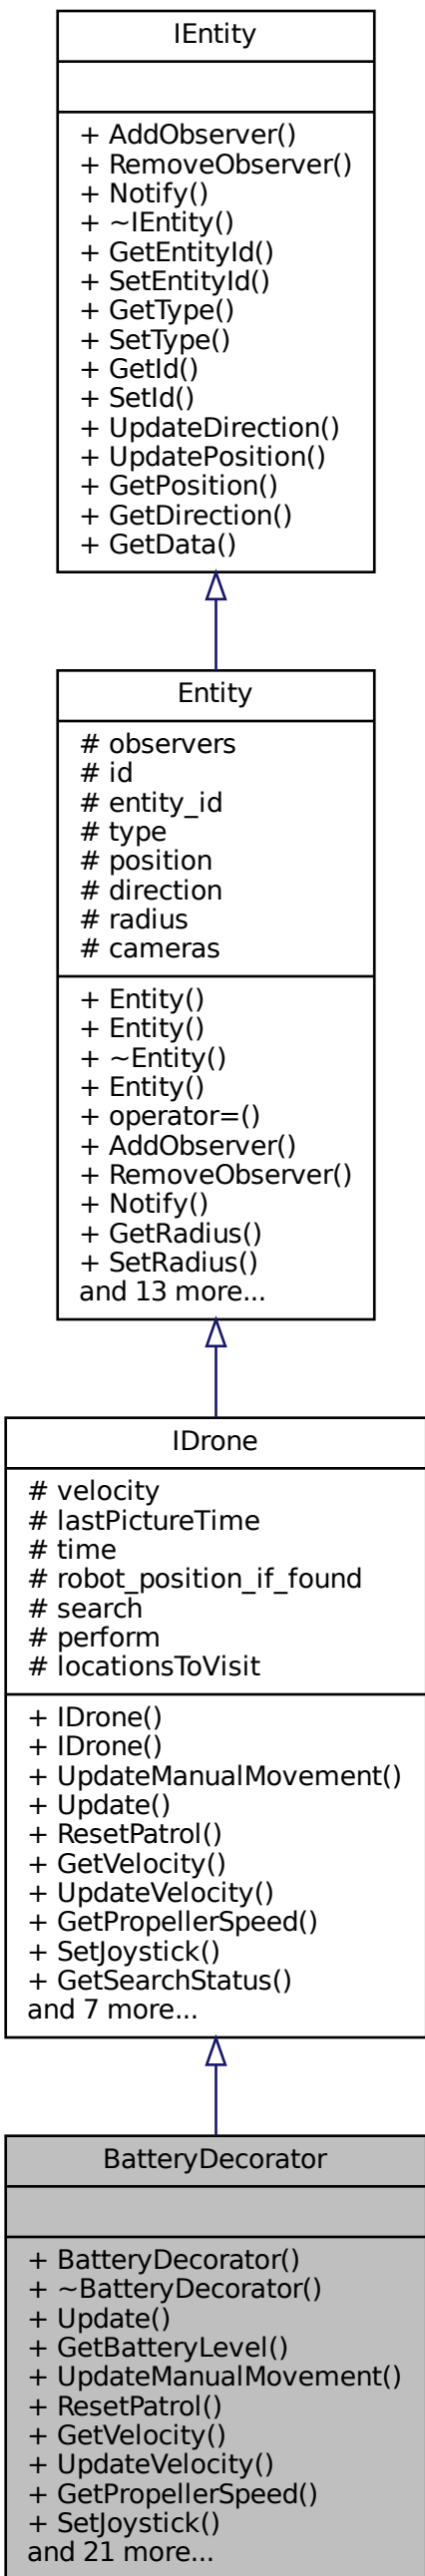 IEntity
+ AddObserver()
+ RemoveObserver()
+ Notify()
+ ~IEntity()
+ GetEntityId()
+ SetEntityId()
+ GetType()
+ SetType()
+ GetId()
+ SetId()
+ UpdateDirection()
+ UpdatePosition()
+ GetPosition()
+ GetDirection()
+ GetData()
Entity
# observers
# id
# entity_id
# type
# position
# direction
# radius
# cameras
+ Entity()
+ Entity()
+ ~Entity()
+ Entity()
+ operator=()
+ AddObserver()
+ RemoveObserver()
+ Notify()
+ GetRadius()
+ SetRadius()
and 13 more...
IDrone
# velocity
# lastPictureTime
# time
# robot_position_if_found
# search
# perform
# locationsToVisit
+ IDrone()
+ IDrone()
+ UpdateManualMovement()
+ Update()
+ ResetPatrol()
+ GetVelocity()
+ UpdateVelocity()
+ GetPropellerSpeed()
+ SetJoystick()
+ GetSearchStatus()
and 7 more...
BatteryDecorator
+ BatteryDecorator()
+ ~BatteryDecorator()
+ Update()
+ GetBatteryLevel()
+ UpdateManualMovement()
+ ResetPatrol()
+ GetVelocity()
+ UpdateVelocity()
+ GetPropellerSpeed()
+ SetJoystick()
and 21 more...